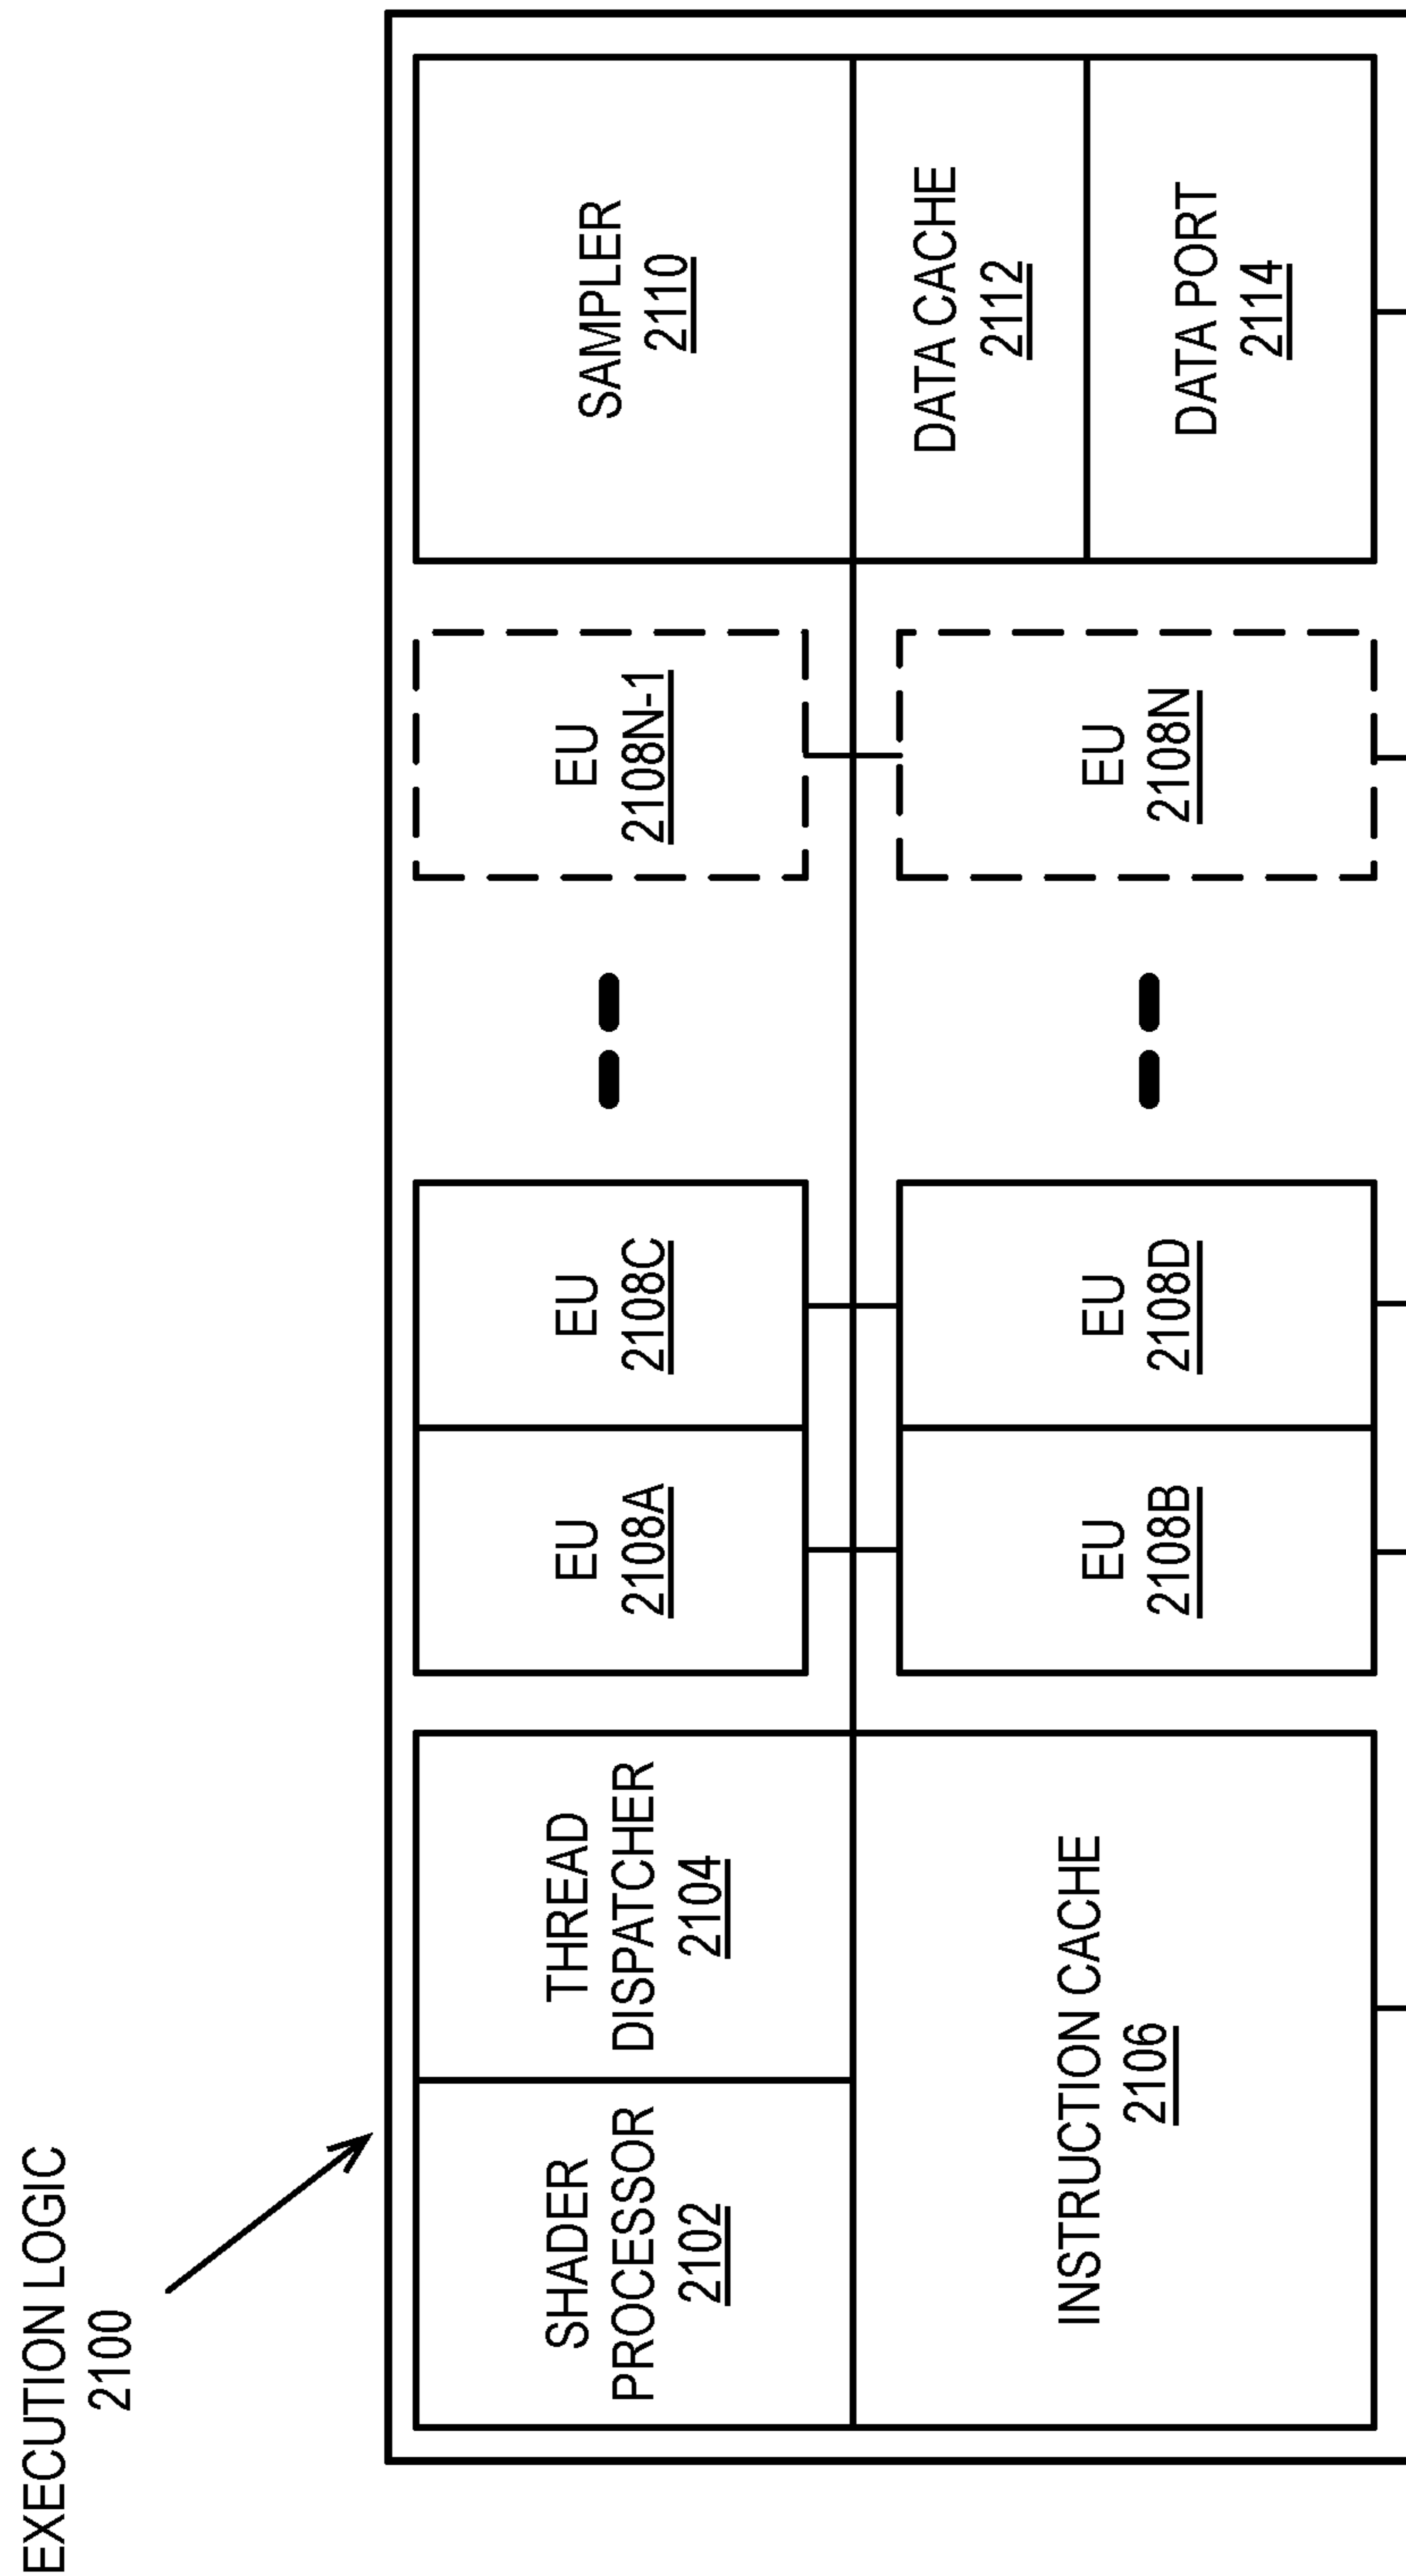 EXECUTION LOGIC
2100
SHADER
PROCESSOR
2102
THREAD
DISPATCHER
2104
INSTRUCTION CACHE
2106
EU
2108A
EU
2108C
EU
2108B
EU
2108D
EU
2108N-1
EU
2108N
SAMPLER
2110
DATA CACHE
2112
DATA PORT
2114